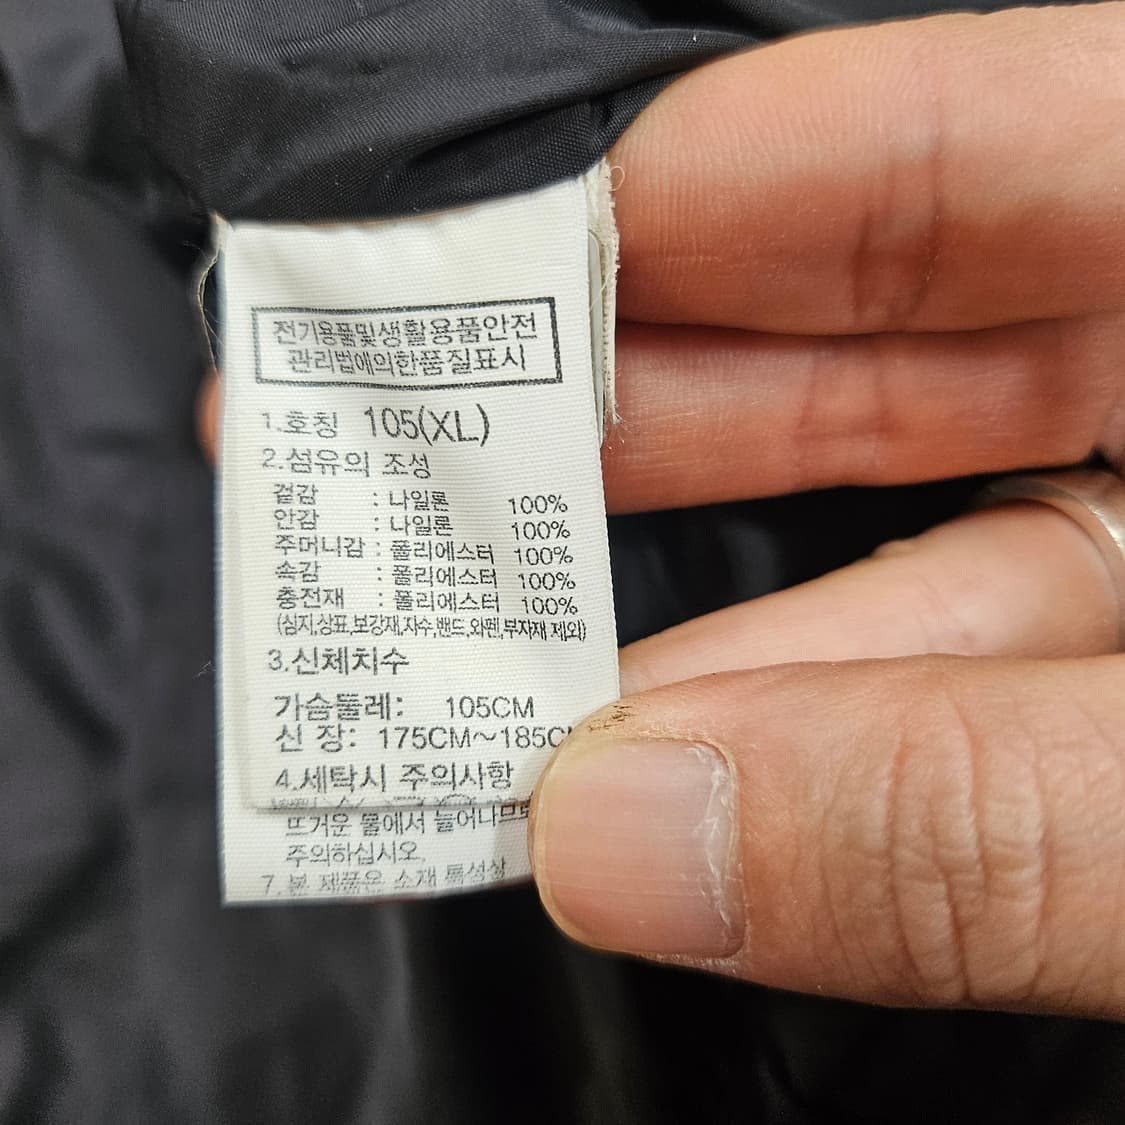 전기용품및생활용품안전
관리법에의한품질표시
1.호칭 105(XL)
2.섬유의 조성
겉감 : 나일론 100%
안감 : 나일론 100%
주머니감 : 폴리에스터 100%
속감 : 폴리에스터 100%
충전재 : 폴리에스터 100%
(심지,상표,보강재,자수,밴드,와펜,부자재 제외)
3.신체치수
가슴둘레: 105CM
신 장: 175CM~185C
4.세탁시 주의사항
뜨거운 물에서 늘어나므로
주의하십시오.
7.본 제품은 소재 특성상